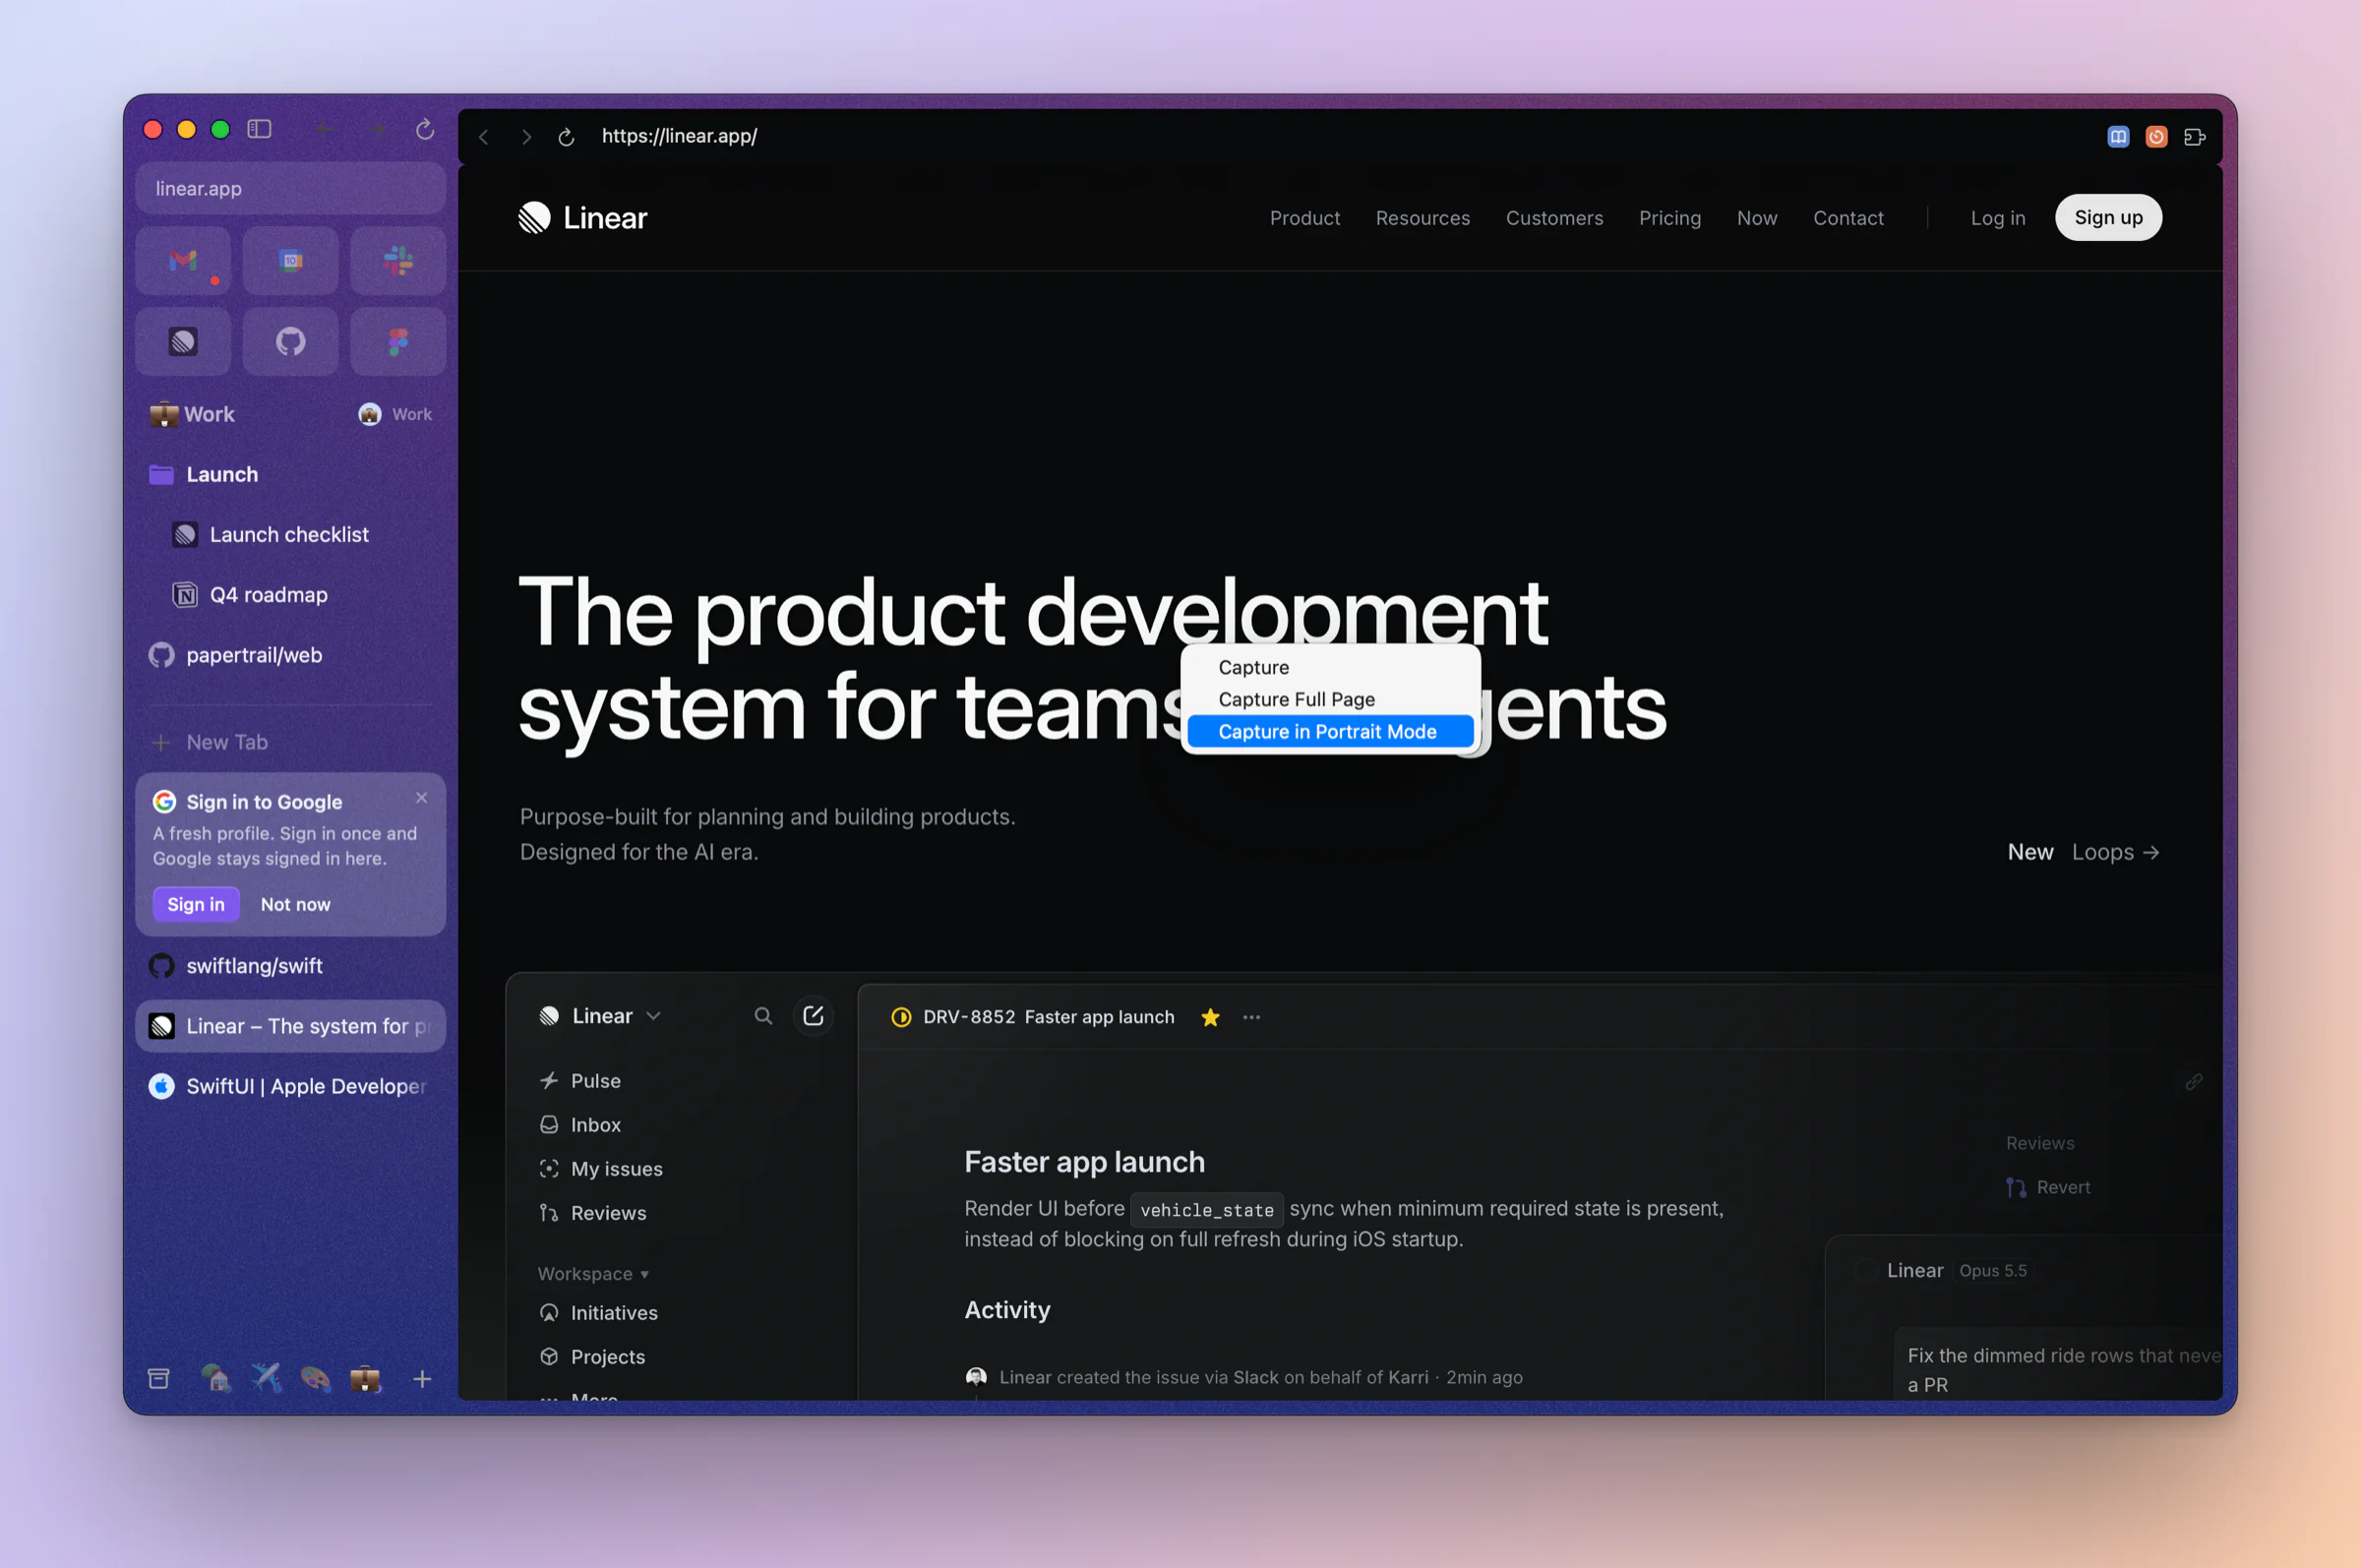 linear.app
Work
Work
Launch
Launch checklist
Q4 roadmap
papertrail/web
New Tab
Sign in to Google
A fresh profile. Sign in once and
Google stays signed in here.
Sign in
Not now
swiftlang/swift
Linear – The system for p
SwiftUI | Apple Developer
https://linear.app/
Linear
Product
Resources
Customers
Pricing
Now
Contact
Log in
Sign up
The product development
system for teams gents
Capture
Capture Full Page
Capture in Portrait Mode
Purpose-built for planning and building products.
Designed for the AI era.
New Loops →
Linear
Pulse
Inbox
My issues
Reviews
Workspace
Initiatives
Projects
More
DRV-8852 Faster app launch
Faster app launch
Render UI before vehicle_state sync when minimum required state is present,
instead of blocking on full refresh during iOS startup.
Activity
Linear created the issue via Slack on behalf of Karri · 2min ago
Reviews
Revert
Linear Opus 5.5
Fix the dimmed ride rows that neve
a PR